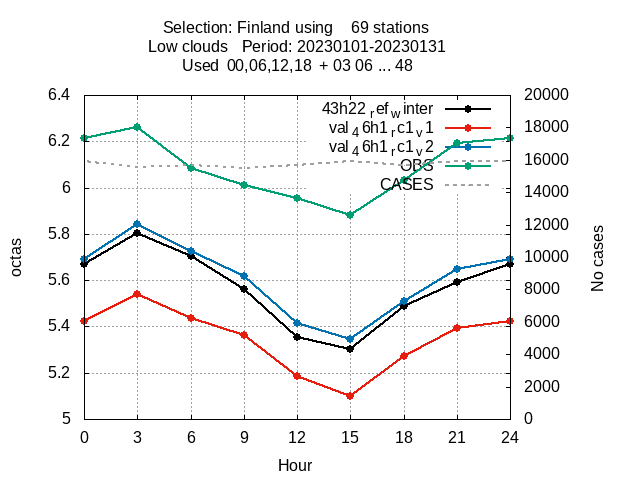 Selection: Finland using 69 stations
Low clouds Period: 20230101-20230131
Used 00,06,12,18 + 03 06 ... 48
6.4
6.2
6
5.8
5.6
5.4
5.2
5
octas
20000
18000
16000
14000
12000
10000
8000
6000
4000
2000
0
No cases
43h22 ref winter
val 46h1 rc1 v1
val 46h1 rc1 v2
OBS
CASES
0 3 6 9 12 15 18 21 24
Hour